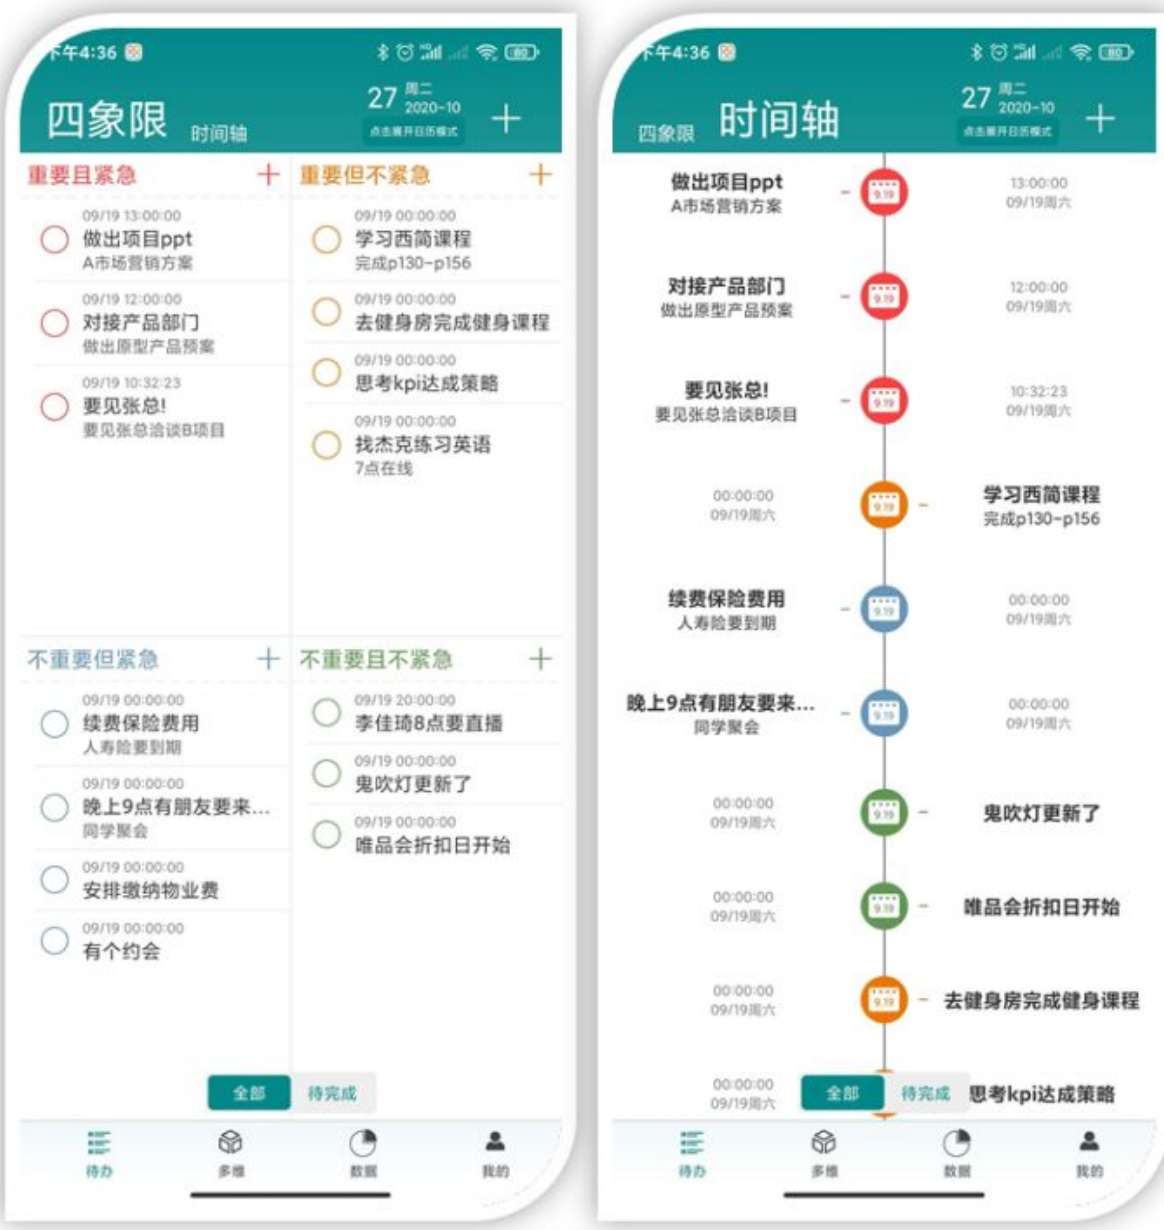 下午4:36
80
四象限
时间轴
27
周二
2020-10
点击展开日历模式
重要且紧急
09/19 13:00:00
做出项目ppt
A市场营销方案
09/19 12:00:00
对接产品部门
做出原型产品预案
09/19 10:32:23
要见张总!
要见张总洽谈B项目
重要但不紧急
09/19 00:00:00
学习西简课程
完成p130-p156
09/19 00:00:00
去健身房完成健身课程
09/19 00:00:00
思考kpi达成策略
09/19 00:00:00
找杰克练习英语
7点在线
不重要但紧急
09/19 00:00:00
续费保险费用
人寿险要到期
09/19 00:00:00
晚上9点有朋友要来...
同学聚会
09/19 00:00:00
安排缴纳物业费
09/19 00:00:00
有个约会
不重要且不紧急
09/19 20:00:00
李佳琦8点要直播
09/19 00:00:00
鬼吹灯更新了
09/19 00:00:00
唯品会折扣日开始
全部
待完成
待办
多维
数据
我的
下午4:36
80
四象限
时间轴
27
周二
2020-10
点击展开日历模式
做出项目ppt
A市场营销方案
9.19
13:00:00
09/19周六
对接产品部门
做出原型产品预案
9.19
12:00:00
09/19周六
要见张总!
要见张总洽谈B项目
9.19
10:32:23
09/19周六
00:00:00
09/19周六
9.19
学习西简课程
完成p130-p156
续费保险费用
人寿险要到期
9.19
00:00:00
09/19周六
晚上9点有朋友要来...
同学聚会
9.19
00:00:00
09/19周六
00:00:00
09/19周六
9.19
鬼吹灯更新了
00:00:00
09/19周六
9.19
唯品会折扣日开始
00:00:00
09/19周六
9.19
去健身房完成健身课程
00:00:00
09/19周六
思考kpi达成策略
全部
待完成
待办
多维
数据
我的